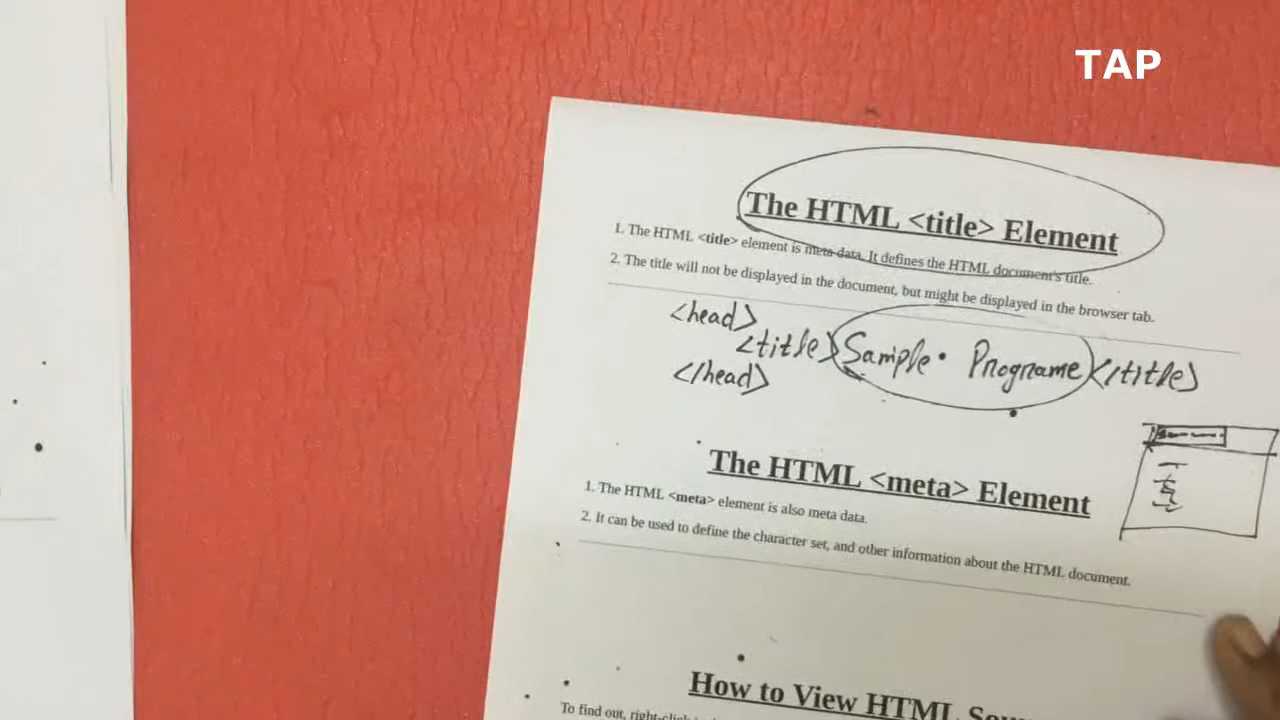 TAP
The HTML <title> Element
1. The HTML <title> element is meta data. It defines the HTML document's title.
2. The title will not be displayed in the document, but might be displayed in the browser tab.
<head>
<title>Sample Programe</title>
</head>
The HTML <meta> Element
1. The HTML <meta> element is also meta data.
2. It can be used to define the character set, and other information about the HTML document.
How to View HTML
To find out, right-click